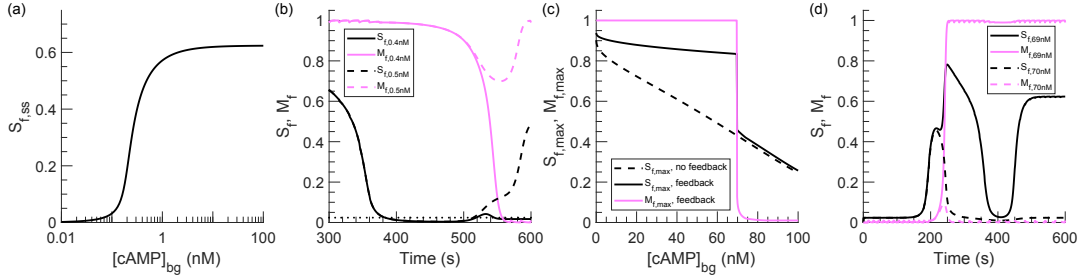 (a)
S_f,ss
0.6
0.4
0.2
0
0.01
0.1
1
10
100
[cAMP]_bg (nM)
(b)
S_f, M_f
1
0.8
0.6
0.4
0.2
0
S_f,0.4nM
M_f,0.4nM
S_f,0.5nM
M_f,0.5nM
300
400
500
600
Time (s)
(c)
S_f,max, M_f,max
1
0.8
0.6
0.4
0.2
0
S_f,max, no feedback
S_f,max, feedback
M_f,max, feedback
0
20
40
60
80
100
[cAMP]_bg (nM)
(d)
S_f, M_f
1
0.8
0.6
0.4
0.2
0
S_f,69nM
M_f,69nM
S_f,70nM
M_f,70nM
0
200
400
600
Time (s)